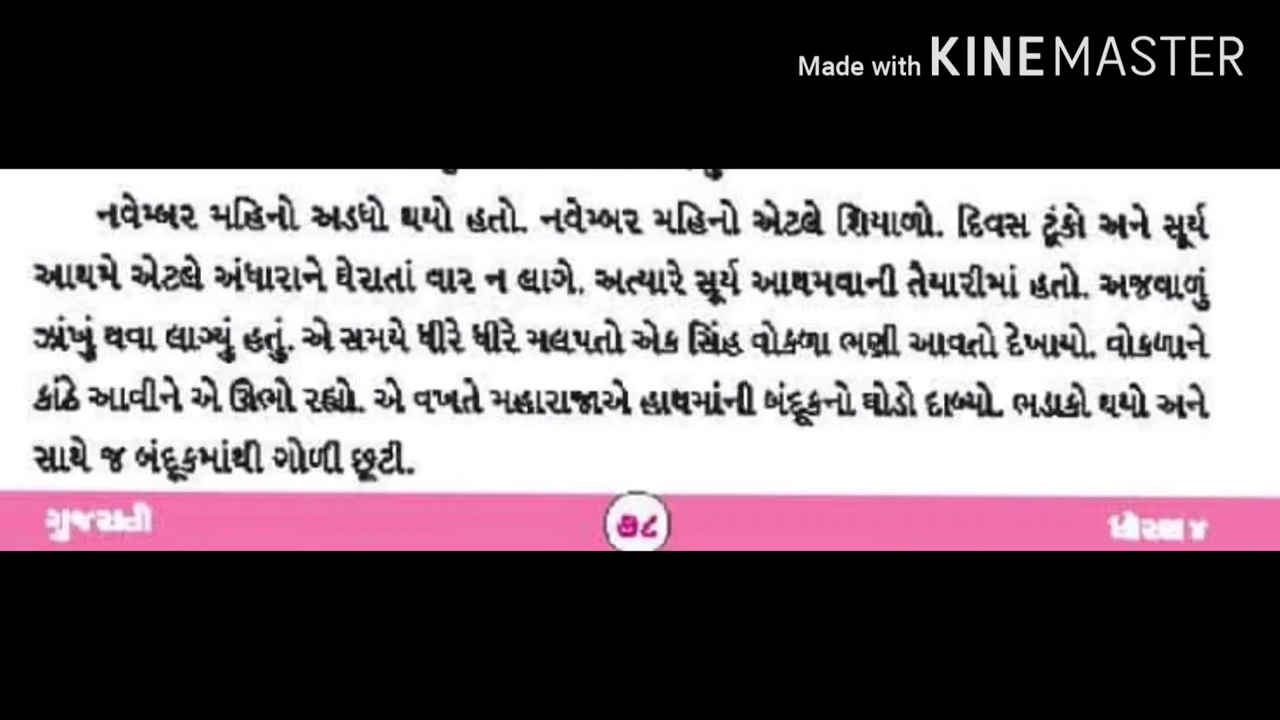 Made with KINEMASTER
નવેમ્બર મહિનો અડધો થયો હતો. નવેમ્બર મહિનો એટલે શિયાળો. દિવસ ટૂંકો અને સૂર્ય
આથમે એટલે અંધારાને ઘેરાતાં વાર ન લાગે. અત્યારે સૂર્ય આથમવાની તૈયારીમાં હતો. અજવાળું
ઝાંખું થવા લાગ્યું હતું. એ સમયે ધીરે ધીરે મલપતો એક સિંહ વોકળા ભણી આવતો દેખાયો. વોકળાને
કાંઠે આવીને એ ઊભો રહ્યો. એ વખતે મહારાજાએ હાથમાંની બંદૂકનો ઘોડો દાબ્યો. ભડાકો થયો અને
સાથે જ બંદૂકમાંથી ગોળી છૂટી.
ગુજરાતી
ધોરણ ૪